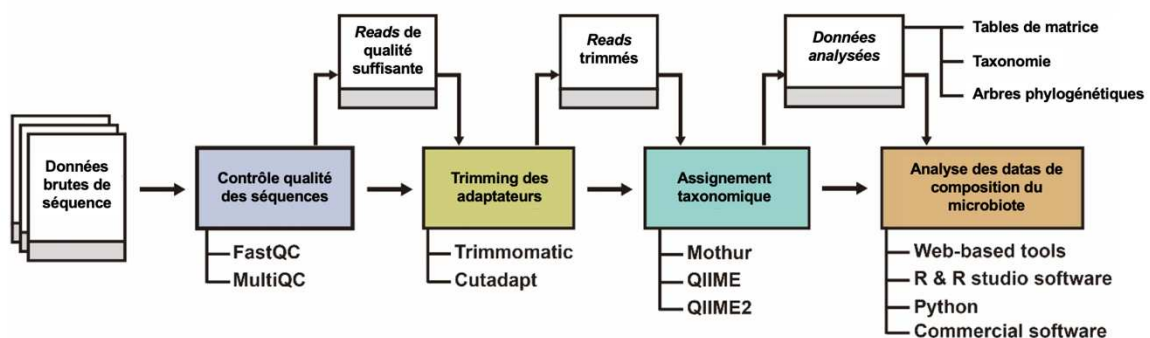 Reads de
qualité
suffisante
Reads
trimmés
Données
analysées
Tables de matrice
Taxonomie
Arbres phylogénétiques
Données
brutes de
séquence
Contrôle qualité
des séquences
Trimming des
adaptateurs
Assignement
taxonomique
Analyse des datas de
composition du
microbiote
FastQC
MultiQC
Trimmomatic
Cutadapt
Mothur
QIIME
QIIME2
Web-based tools
R & R studio software
Python
Commercial software